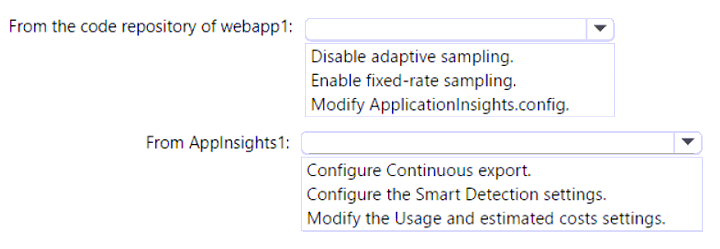 From the code repository of webapp1:
Disable adaptive sampling.
Enable fixed-rate sampling.
Modify ApplicationInsights.config.
From AppInsights1:
Configure Continuous export.
Configure the Smart Detection settings.
Modify the Usage and estimated costs settings.